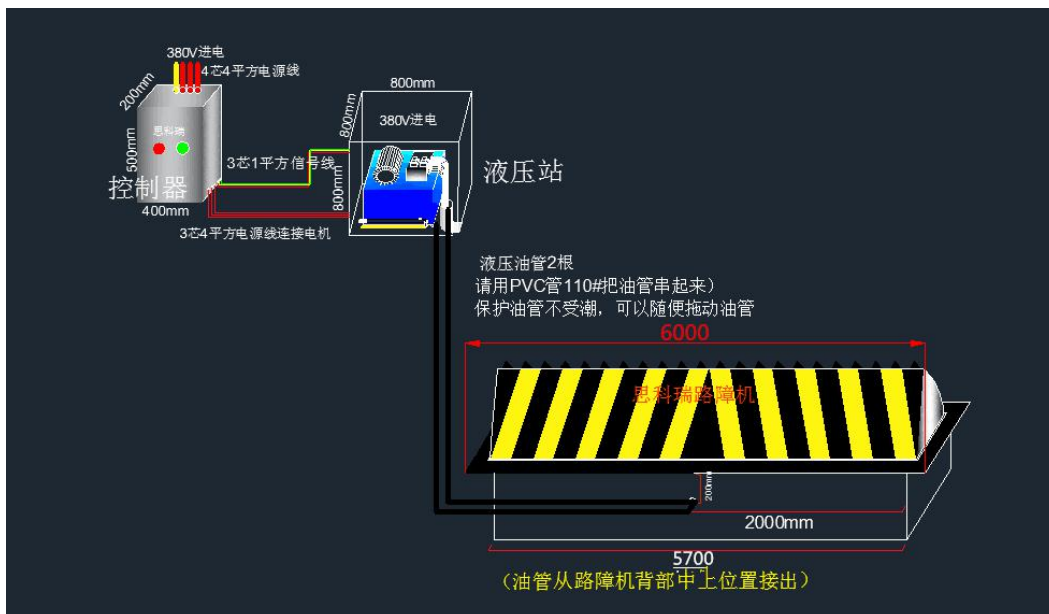 380V进电
4芯4平方电源线
200mm
思科瑞
500mm
控制器
400mm
3芯1平方信号线
3芯4平方电源线连接电机
800mm
800mm
380V进电
800mm
液压站
液压油管2根
请用PVC管110#把油管串起来）
保护油管不受潮，可以随便拖动油管
6000
思科瑞路障机
200mm
2000mm
5700
（油管从路障机背部中上位置接出）